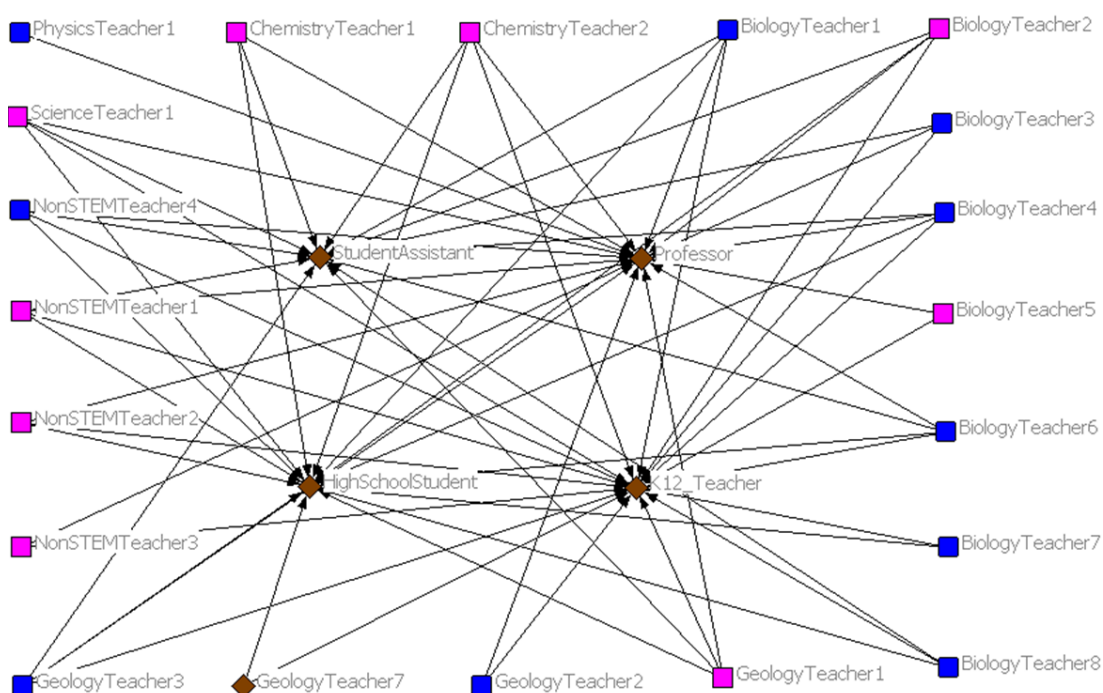 PhysicsTeacher1
ChemistryTeacher1
ChemistryTeacher2
BiologyTeacher1
BiologyTeacher2
ScienceTeacher1
BiologyTeacher3
NonSTEMTeacher4
BiologyTeacher4
StudentAssistant
Professor
NonSTEMTeacher1
BiologyTeacher5
NonSTEMTeacher2
BiologyTeacher6
HighSchoolStudent
K12_Teacher
NonSTEMTeacher3
BiologyTeacher7
GeologyTeacher3
GeologyTeacher7
GeologyTeacher2
GeologyTeacher1
BiologyTeacher8